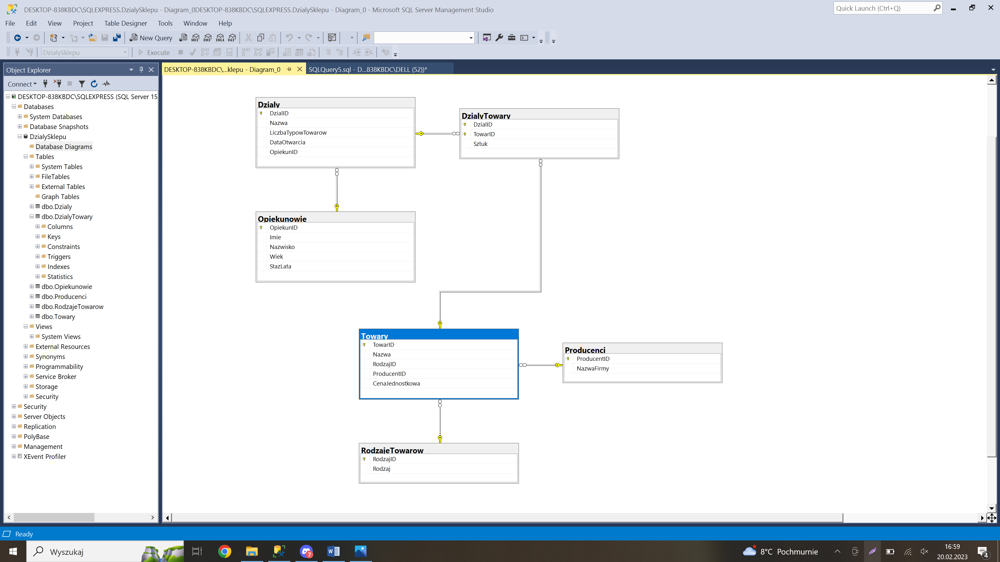 DESKTOP-838KBDC\SQLEXPRESS.DzialySklepu - Diagram_0DESKTOP-838KBDC\SQLEXPRESS.DzialySklepu - Diagram_0 - Microsoft SQL Server Management Studio
Quick Launch (Ctrl+Q)
File Edit View Project Table Designer Tools Window Help
New Query MDX DMX XMLA DAX
DzialySklepu Execute
Object Explorer
DESKTOP-838KBDC\...klepu - Diagram_0
SQLQuery5.sql - D...838KBDC\DELL (52))*
Connect
DESKTOP-838KBDC\SQLEXPRESS (SQL Server 15
Databases
System Databases
Database Snapshots
DzialySklepu
Database Diagrams
Tables
System Tables
FileTables
External Tables
Graph Tables
dbo.Dzialy
dbo.DzialyTowary
Columns
Keys
Constraints
Triggers
Indexes
Statistics
dbo.Opiekunowie
dbo.Producenci
dbo.RodzajeTowarow
dbo.Towary
Views
System Views
External Resources
Synonyms
Programmability
Service Broker
Storage
Security
Security
Server Objects
Replication
PolyBase
Management
XEvent Profiler
Dzialy
DzialID
Nazwa
LiczbaTypowTowarow
DataOtwarcia
OpiekunID
DzialyTowary
DzialID
TowarID
Sztuk
Opiekunowie
OpiekunID
Imie
Nazwisko
Wiek
StazLata
Towary
TowarID
Nazwa
RodzajID
ProducentID
CenaJednostkowa
Producenci
ProducentID
NazwaFirmy
RodzajeTowarow
RodzajID
Rodzaj
Ready
Wyszukaj
7
W
8°C Pochmurnie
16:59
20.02.2023
4